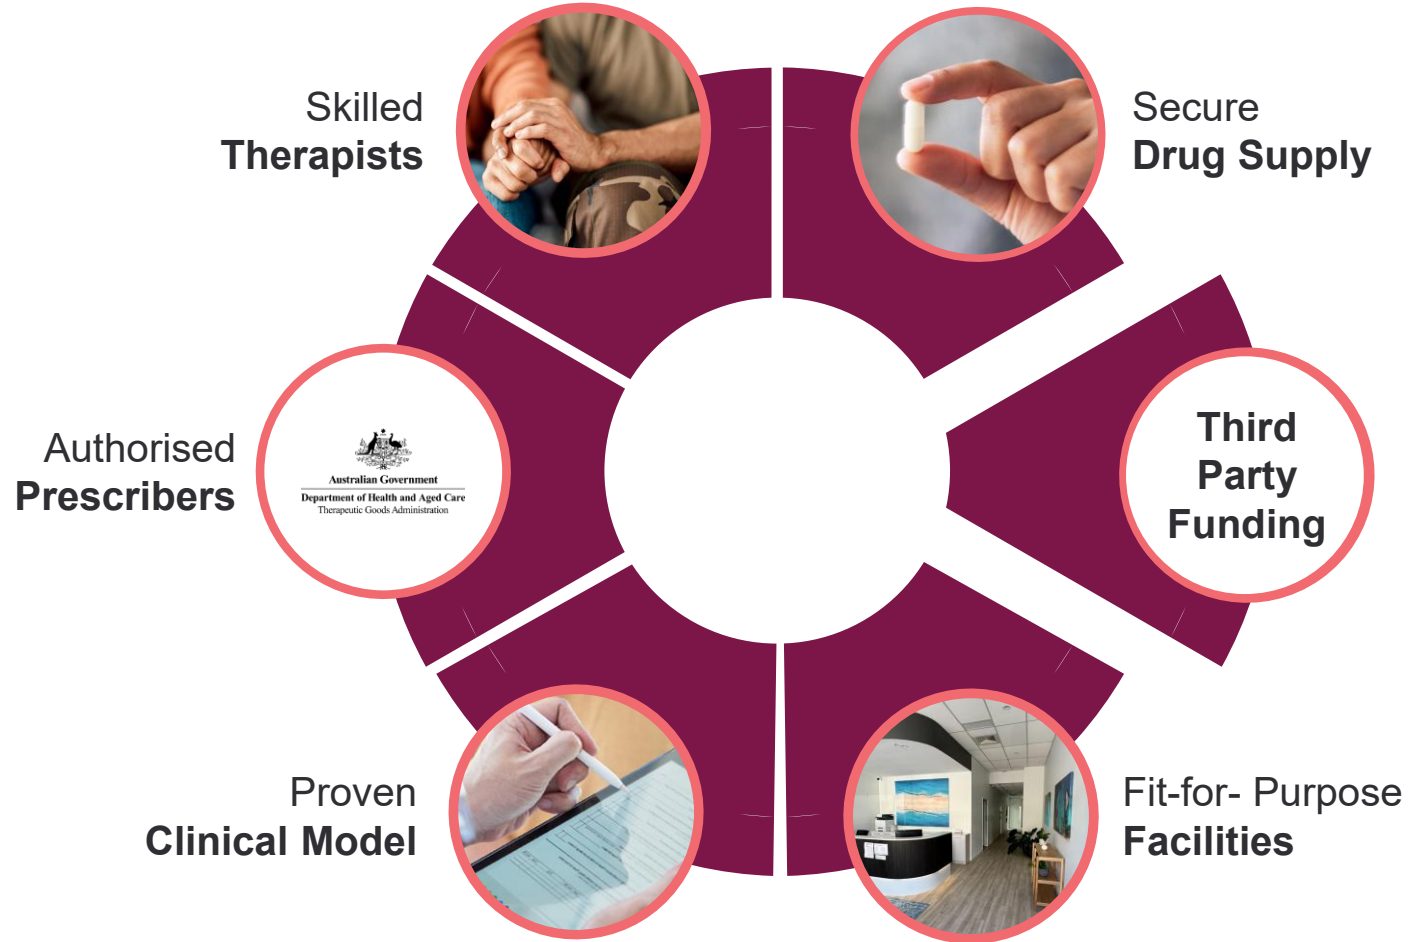 Skilled
Therapists
Secure
Drug Supply
Authorised
Prescribers
Australian Government
Department of Health and Aged Care
Therapeutic Goods Administration
Third
Party
Funding
Proven
Clinical Model
Fit-for- Purpose
Facilities